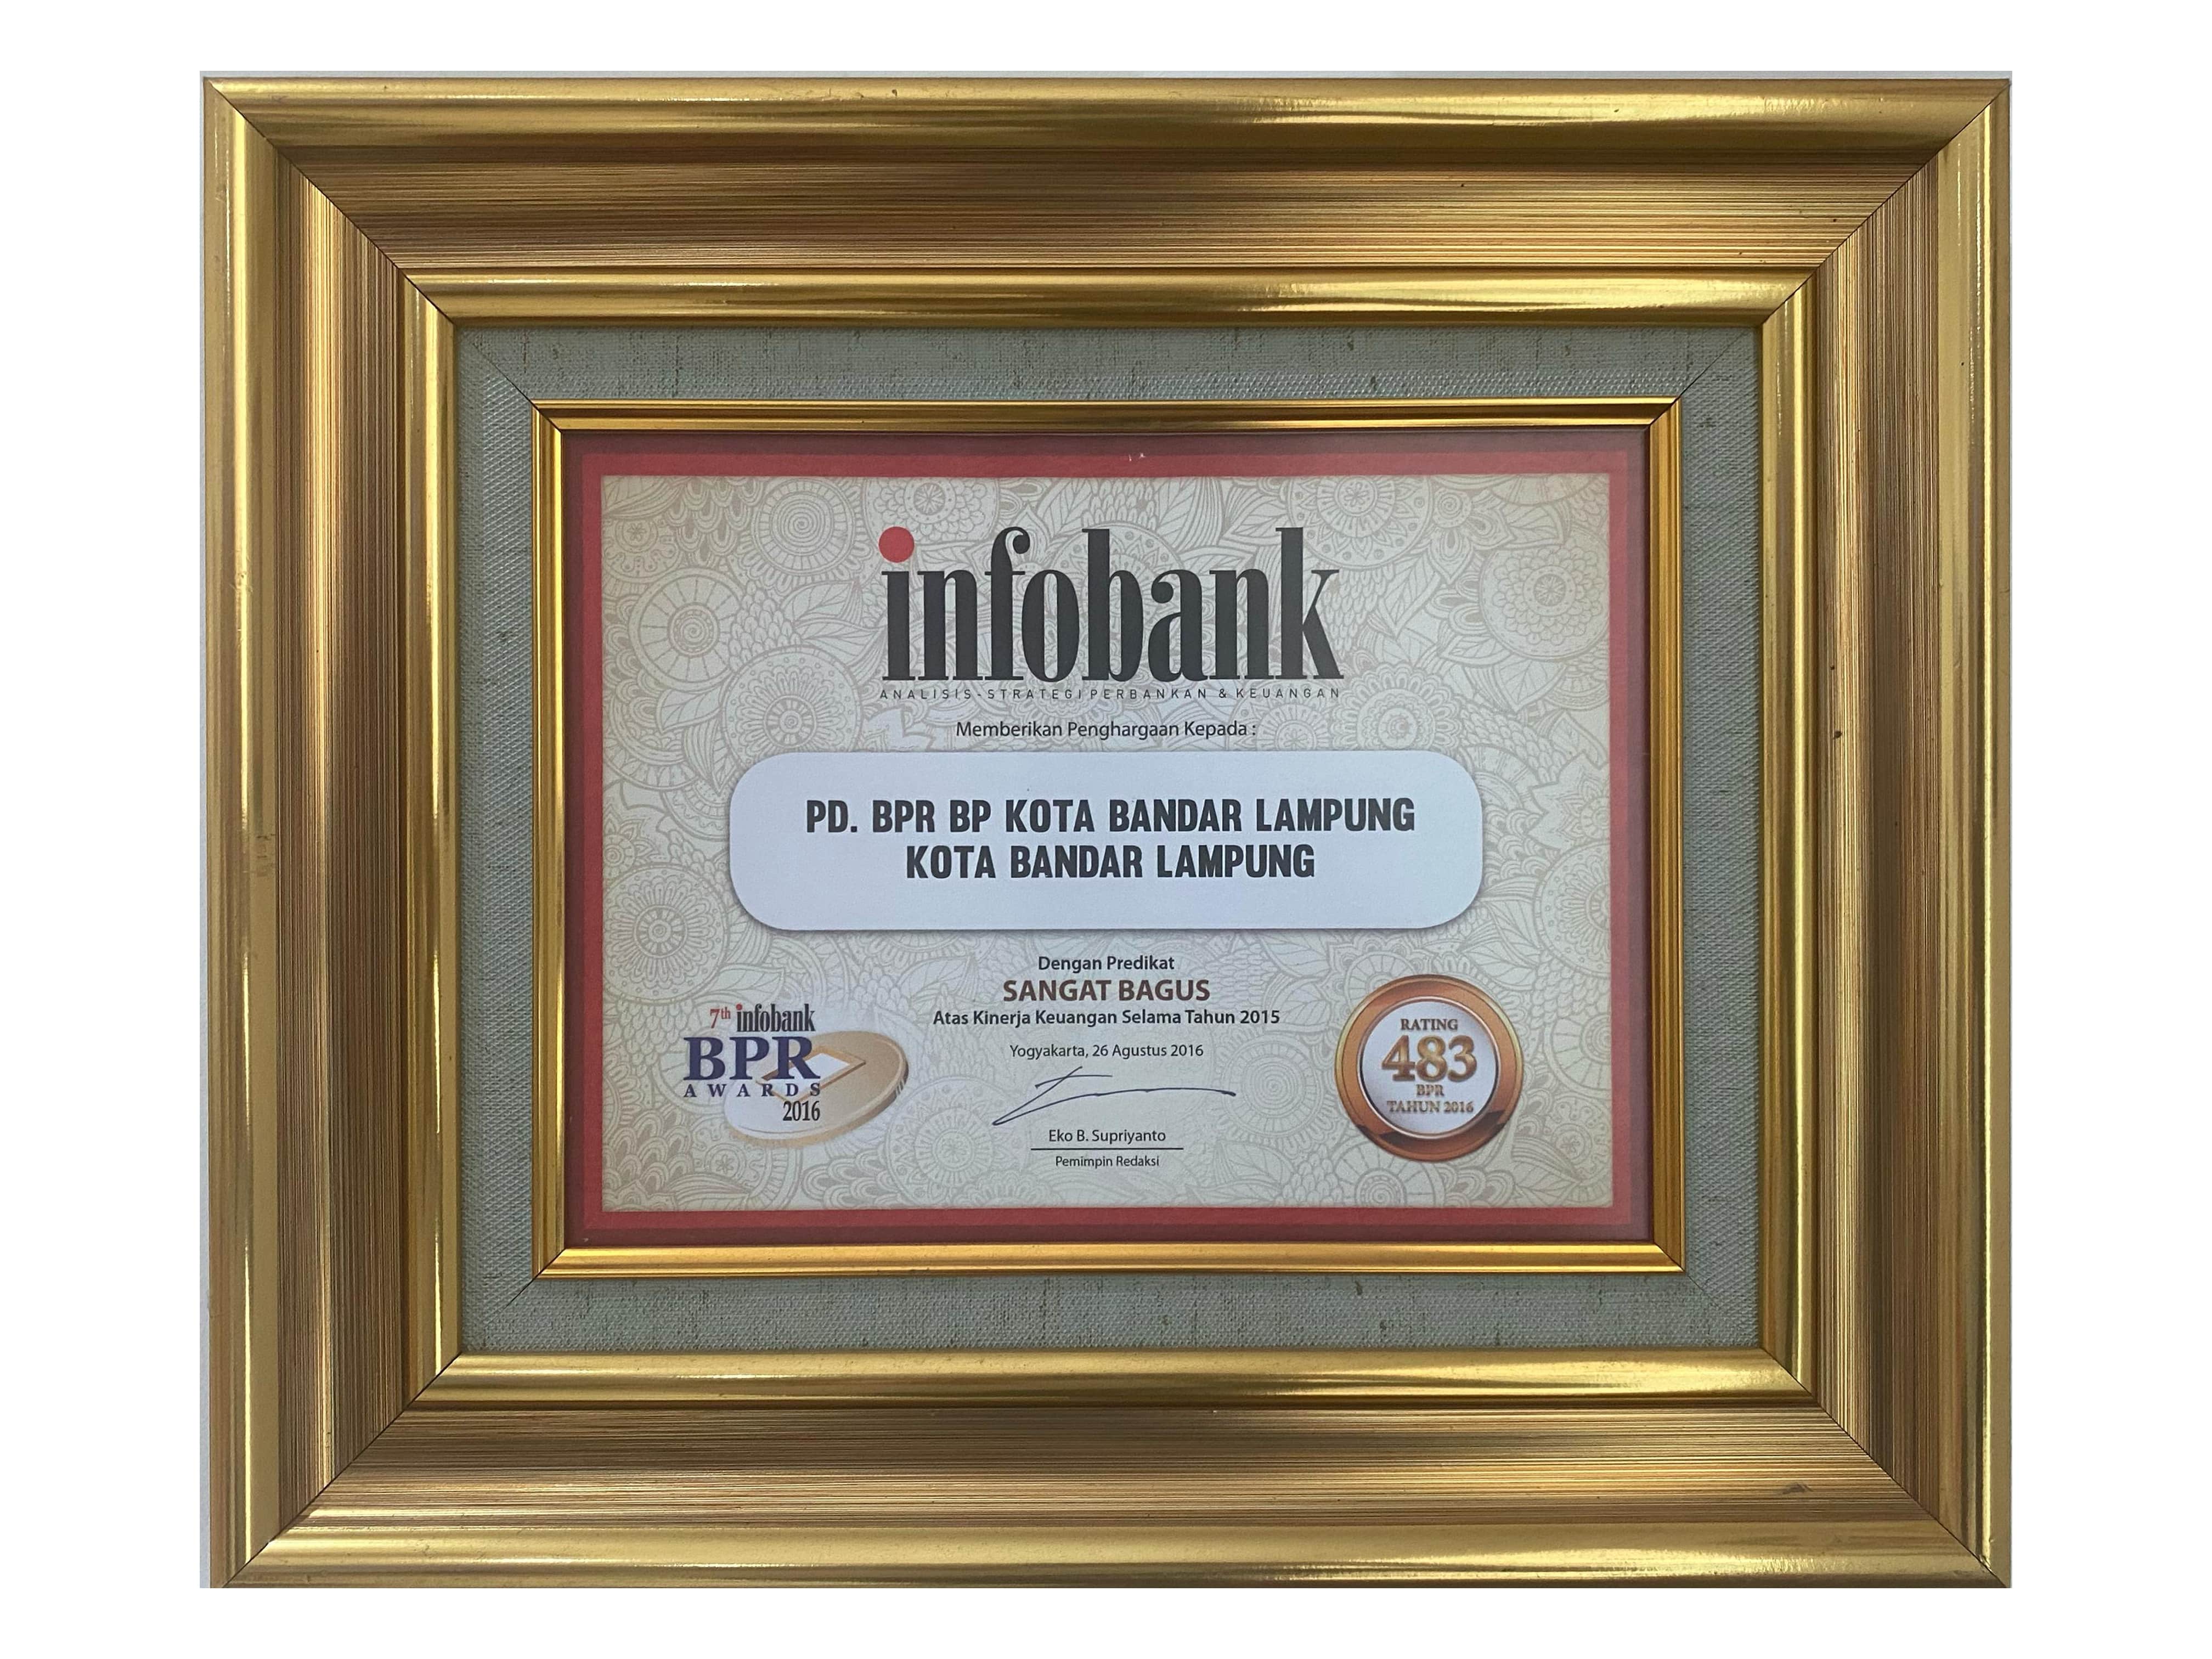 infobank
ANALISIS-STRATEGI PERBANKAN & KEUANGAN
Memberikan Penghargaan Kepada :
PD. BPR BP KOTA BANDAR LAMPUNG
KOTA BANDAR LAMPUNG
Dengan Predikat
SANGAT BAGUS
Atas Kinerja Keuangan Selama Tahun 2015
Yogyakarta, 26 Agustus 2016
Eko B. Supriyanto
Pemimpin Redaksi
7th infobank
BPR
AWARDS
2016
RATING
483
BPR
TAHUN 2016